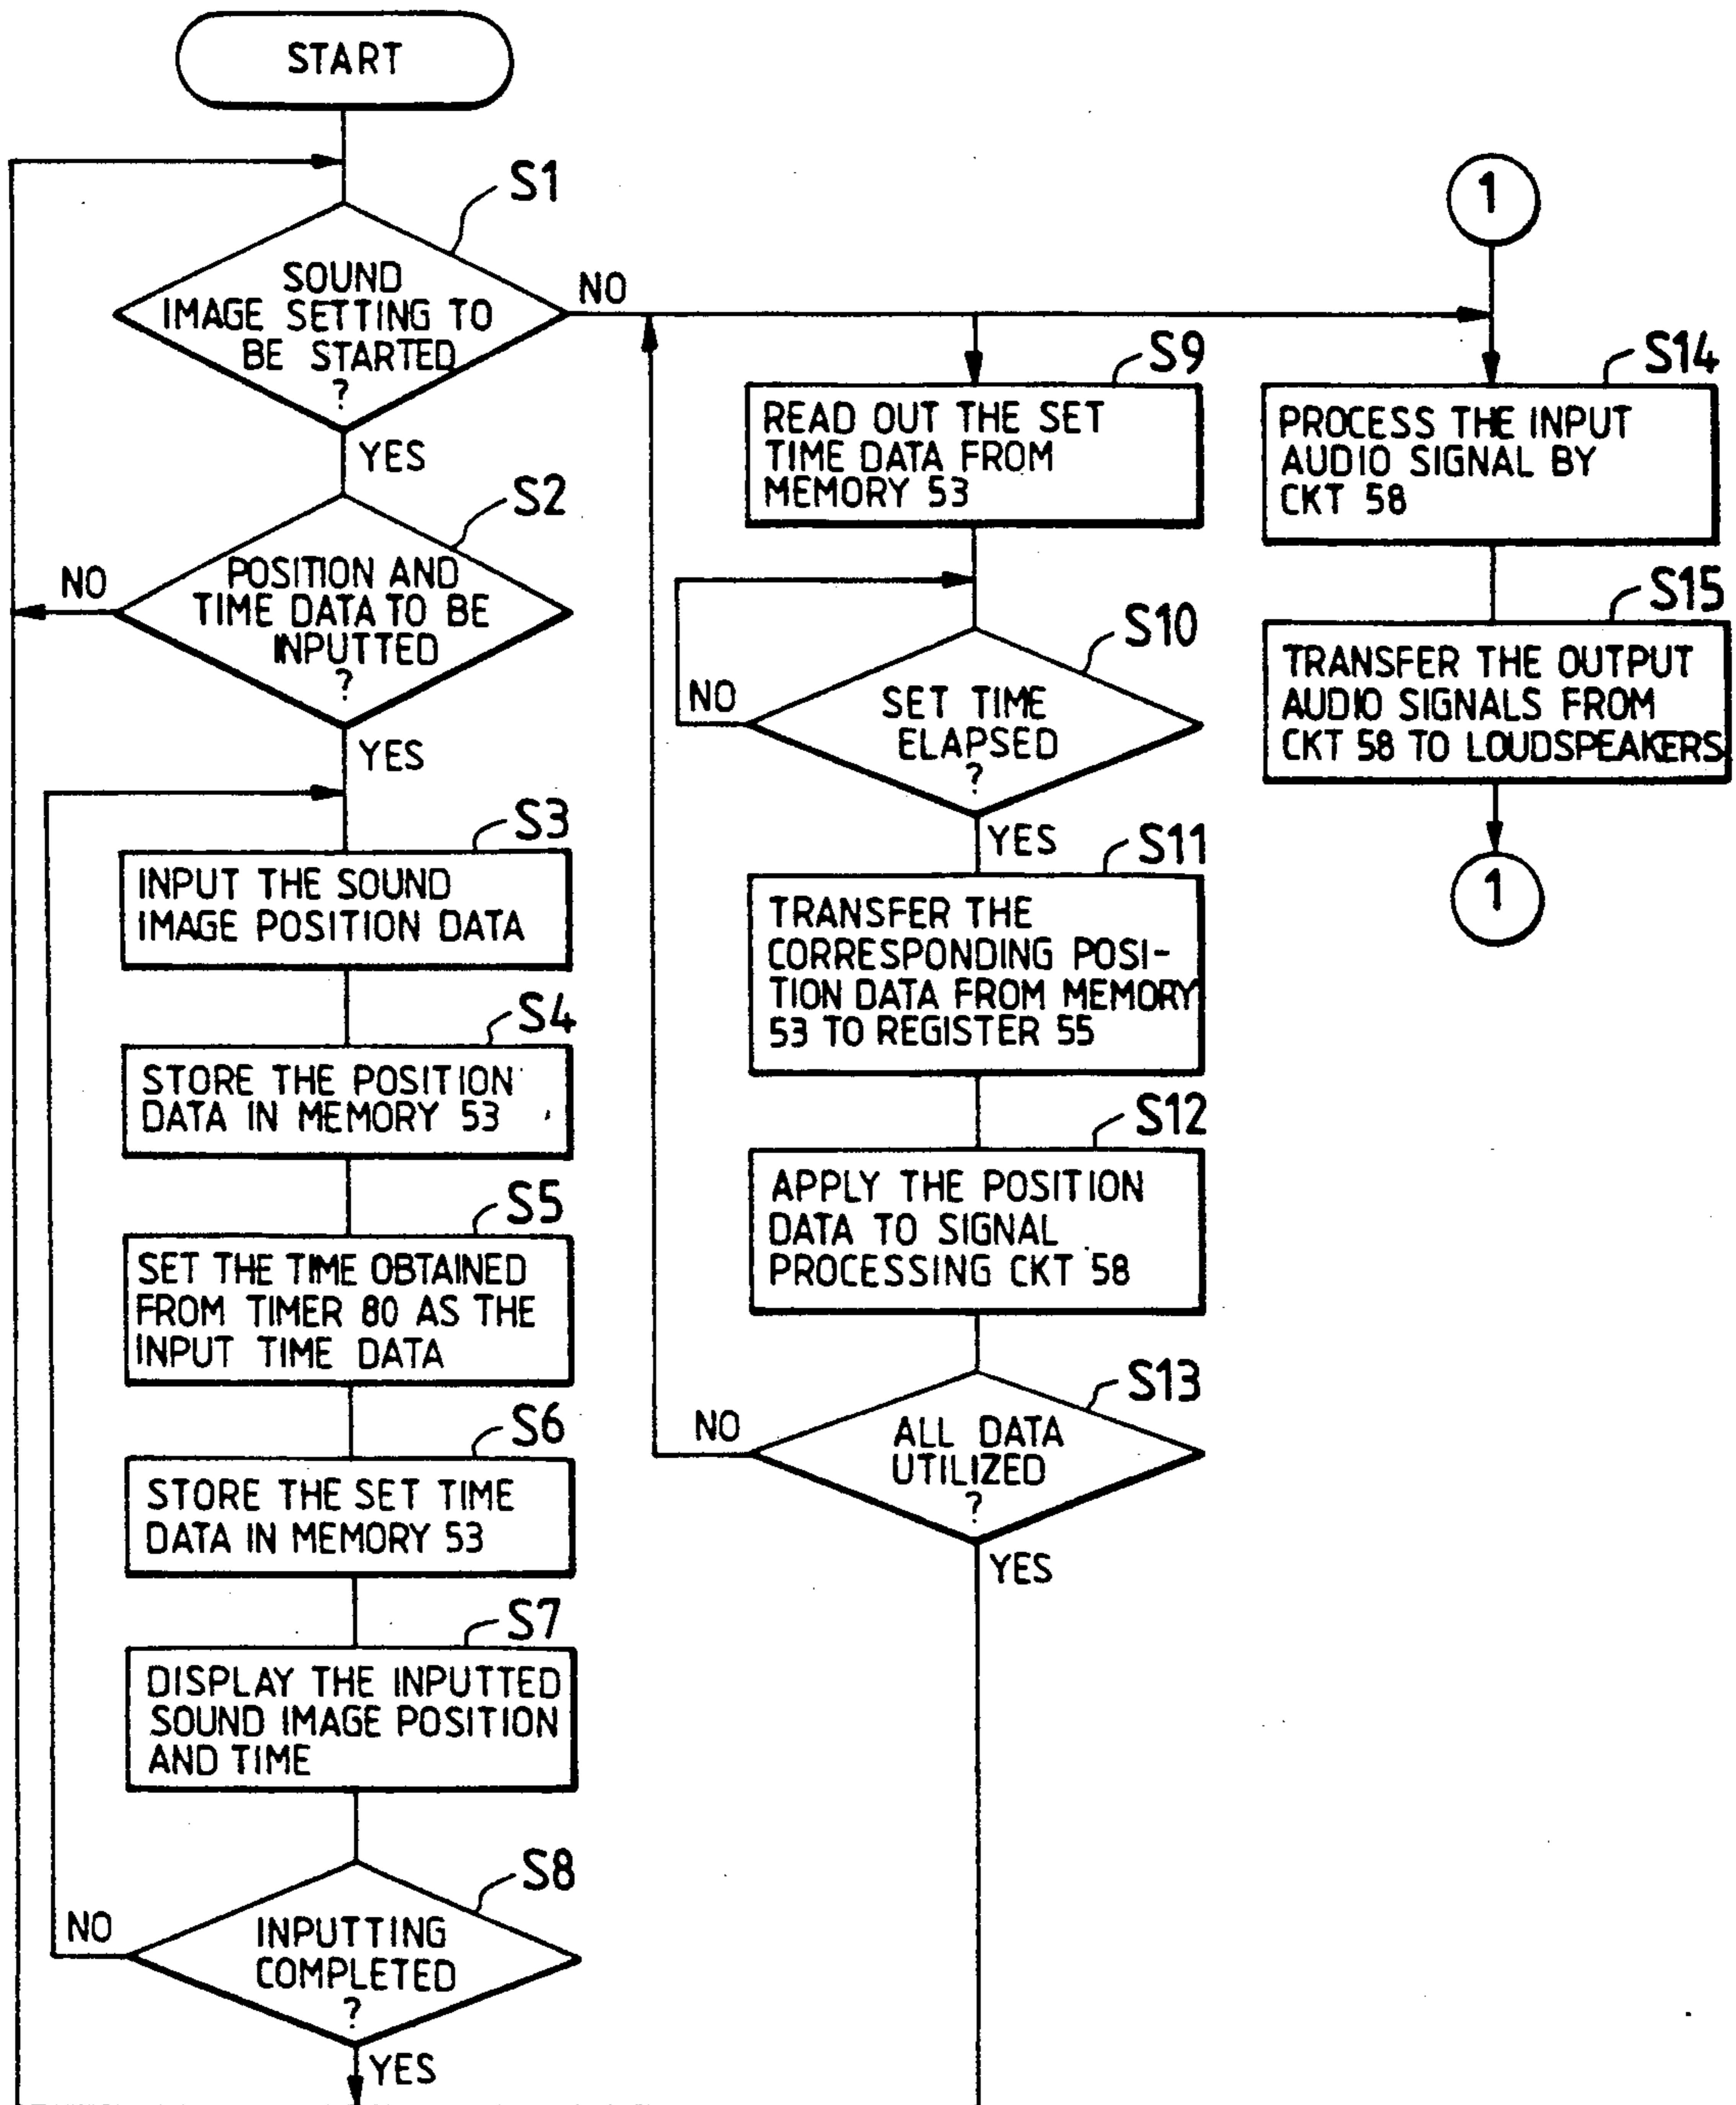 START
S1
SOUND
IMAGE SETTING TO
BE STARTED
?
NO
YES
S2
POSITION AND
TIME DATA TO BE
INPUTTED
?
NO
YES
S3
INPUT THE SOUND
IMAGE POSITION DATA
S4
STORE THE POSITION
DATA IN MEMORY 53
S5
SET THE TIME OBTAINED
FROM TIMER 80 AS THE
INPUT TIME DATA
S6
STORE THE SET TIME
DATA IN MEMORY 53
S7
DISPLAY THE INPUTTED
SOUND IMAGE POSITION
AND TIME
S8
INPUTTING
COMPLETED
?
NO
YES
S9
READ OUT THE SET
TIME DATA FROM
MEMORY 53
S10
SET TIME
ELAPSED
?
NO
YES
S11
TRANSFER THE
CORRESPONDING POSI-
TION DATA FROM MEMORY
53 TO REGISTER 55
S12
APPLY THE POSITION
DATA TO SIGNAL
PROCESSING CKT 58
S13
ALL DATA
UTILIZED
?
NO
YES
1
S14
PROCESS THE INPUT
AUDIO SIGNAL BY
CKT 58
S15
TRANSFER THE OUTPUT
AUDIO SIGNALS FROM
CKT 58 TO LOUDSPEAKERS
1